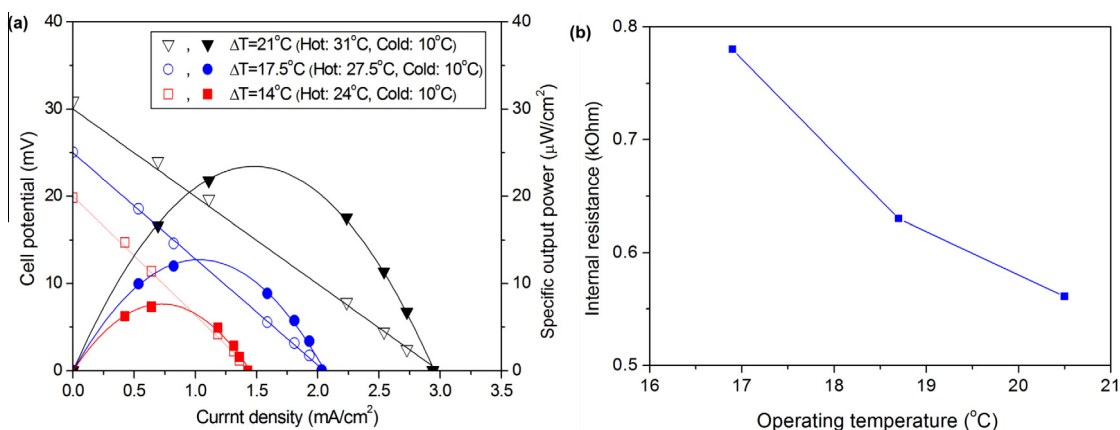 (a)
40
30
20
10
0
Cell potential (mV)
0.0 0.5 1.0 1.5 2.0 2.5 3.0 3.5
Currnt density (mA/cm²)
40
30
20
10
0
Specific output power (μW/cm²)
, ΔT=21°C (Hot: 31°C, Cold: 10°C)
, ΔT=17.5°C (Hot: 27.5°C, Cold: 10°C)
, ΔT=14°C (Hot: 24°C, Cold: 10°C)
(b)
0.8
0.7
0.6
0.5
Internal resistance (kOhm)
16 17 18 19 20 21
Operating temperature (°C)